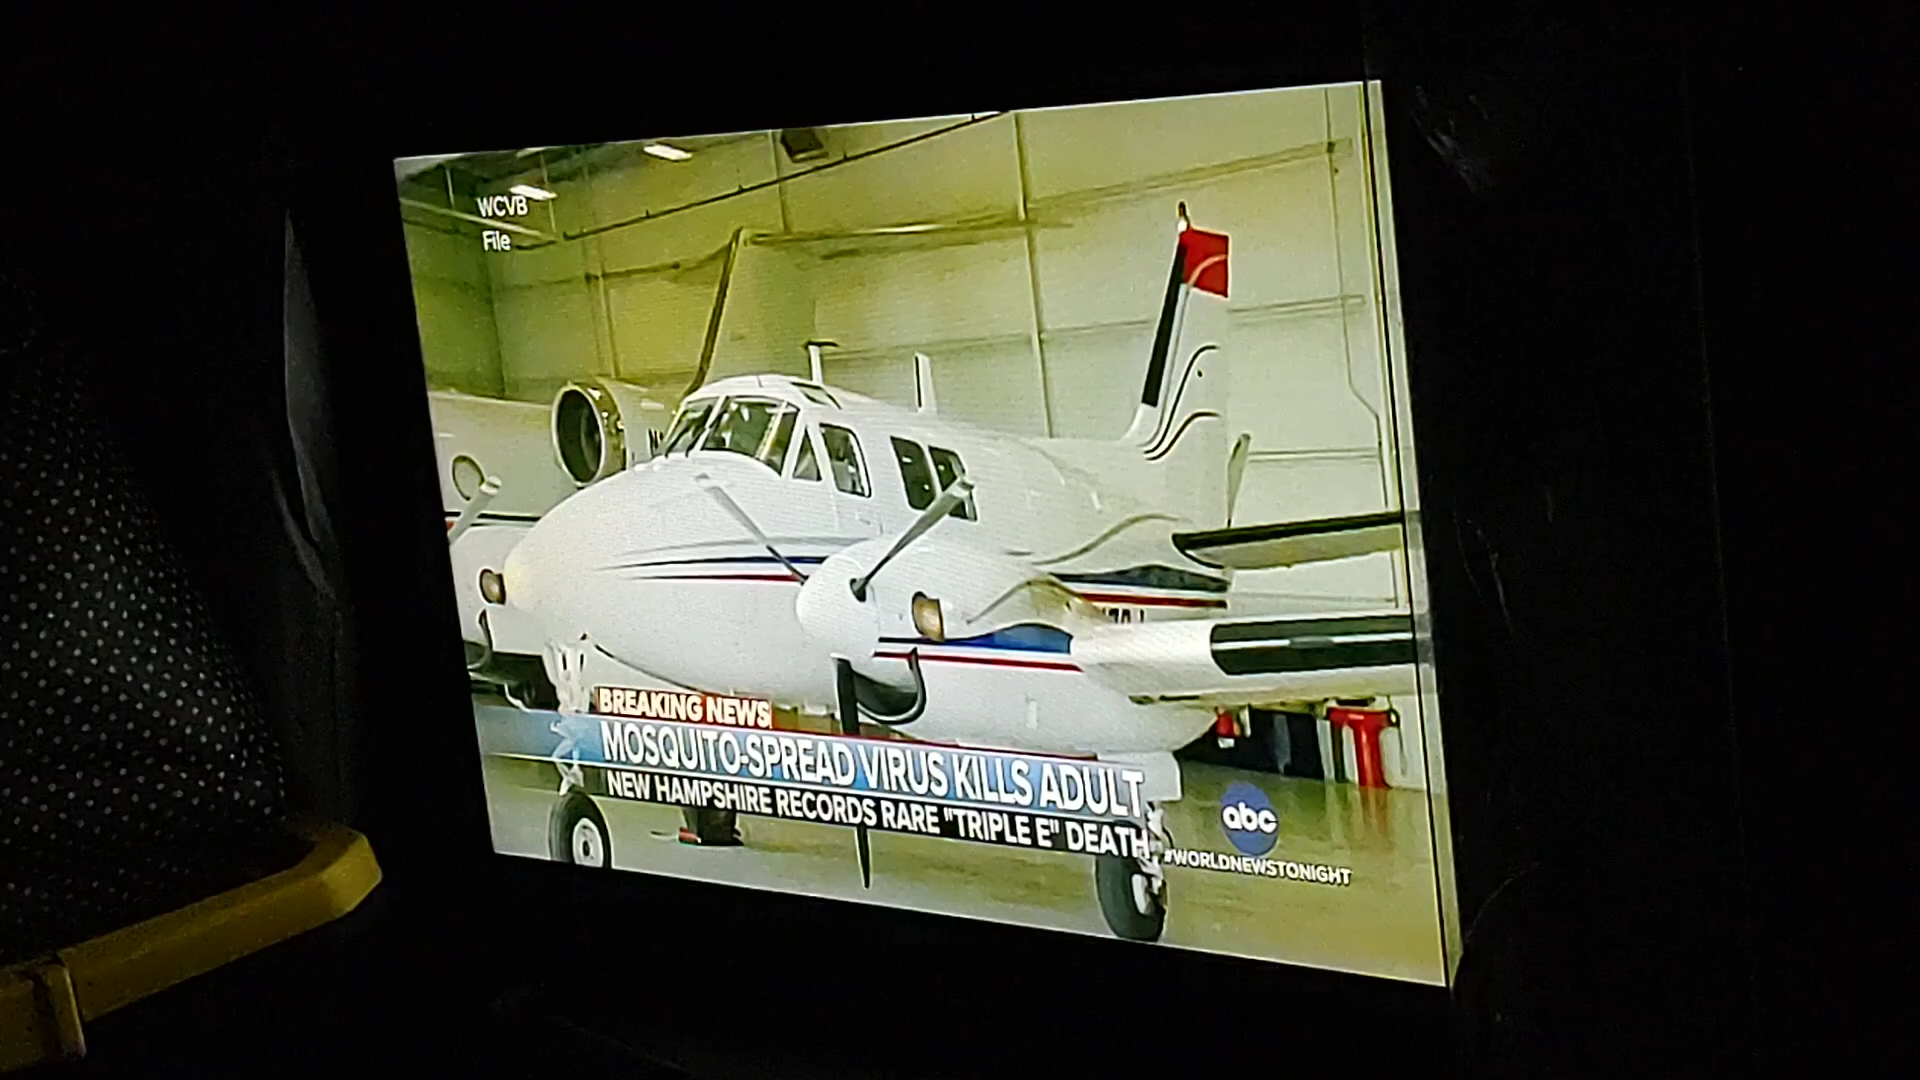 WCVB
File
BREAKING NEWS
MOSQUITO-SPREAD VIRUS KILLS ADULT
NEW HAMPSHIRE RECORDS RARE "TRIPLE E" DEATH
abc
#WORLDNEWSTONIGHT